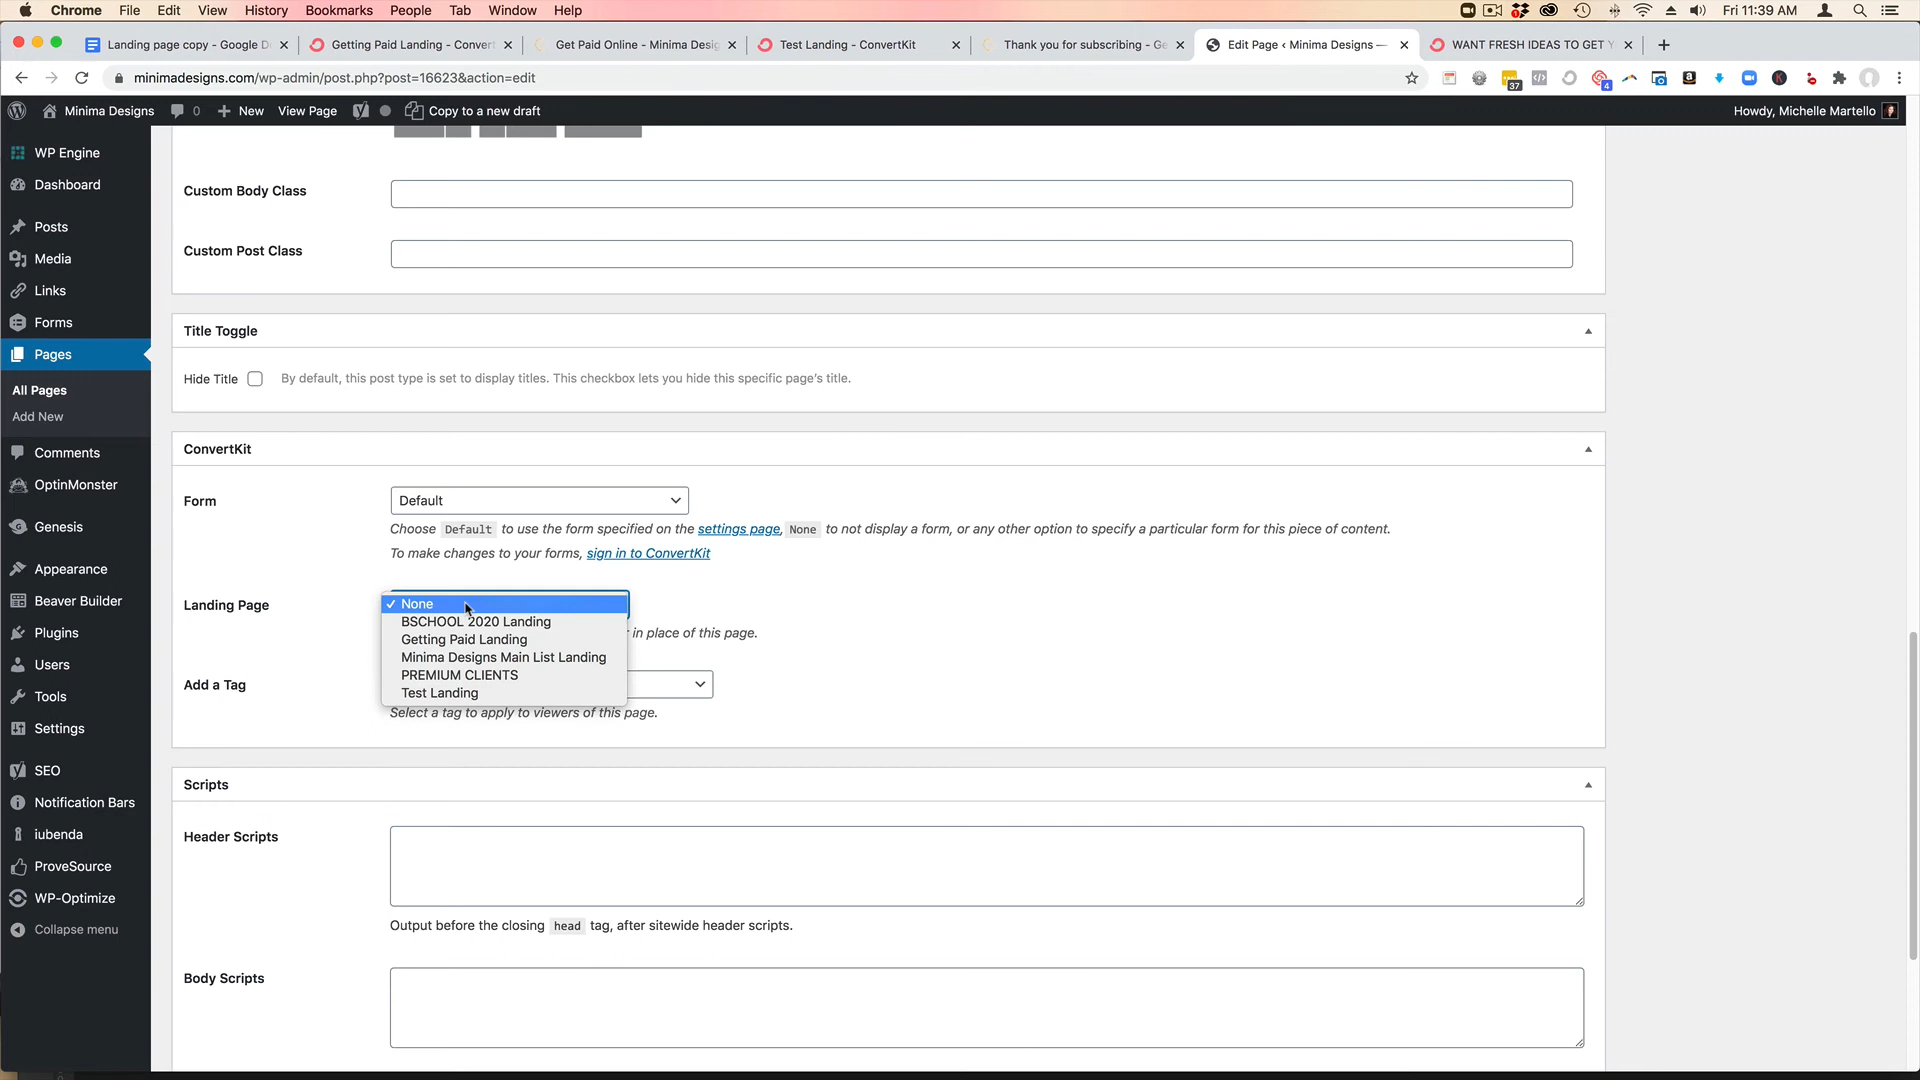 Chrome File Edit View History Bookmarks People Tab Window Help Fri 11:39 AM
Landing page copy - Google D Getting Paid Landing - Convert Get Paid Online - Minima Desig Test Landing - ConvertKit Thank you for subscribing - Ge Edit Page ‹ Minima Designs — WANT FRESH IDEAS TO GET Y
minimadesigns.com/wp-admin/post.php?post=16623&action=edit 37 4
Minima Designs 0 New View Page Copy to a new draft Howdy, Michelle Martello
WP Engine
Dashboard
Posts
Media
Links
Forms
Pages
All Pages
Add New
Comments
OptinMonster
Genesis
Appearance
Beaver Builder
Plugins
Users
Tools
Settings
SEO
Notification Bars
iubenda
ProveSource
WP-Optimize
Collapse menu
Custom Body Class
Custom Post Class
Title Toggle
Hide Title By default, this post type is set to display titles. This checkbox lets you hide this specific page's title.
ConvertKit
Form Default
Choose Default to use the form specified on the settings page, None to not display a form, or any other option to specify a particular form for this piece of content.
To make changes to your forms, sign in to ConvertKit
Landing Page ✓ None
BSCHOOL 2020 Landing
in place of this page.
Getting Paid Landing
Minima Designs Main List Landing
PREMIUM CLIENTS
Test Landing
Add a Tag
Select a tag to apply to viewers of this page.
Scripts
Header Scripts
Output before the closing head tag, after sitewide header scripts.
Body Scripts